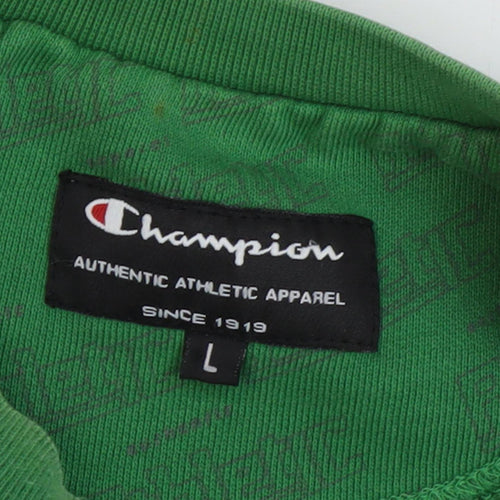 Champion
AUTHENTIC ATHLETIC APPAREL
SINCE 1919
L